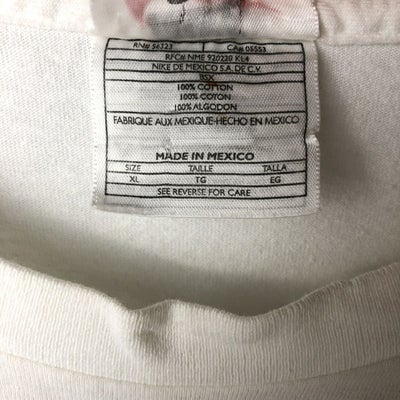 RN# 56323 CA# 05553
RFC# NME 920220 KL4
NIKE DE MEXICO S.A. DE C.V.
100% COTTON
100% COTON
100% ALGODON
FABRIQUE AUX MEXIQUE-HECHO EN MEXICO
MADE IN MEXICO
SIZE TAILLE TALLA
XL TG EG
SEE REVERSE FOR CARE